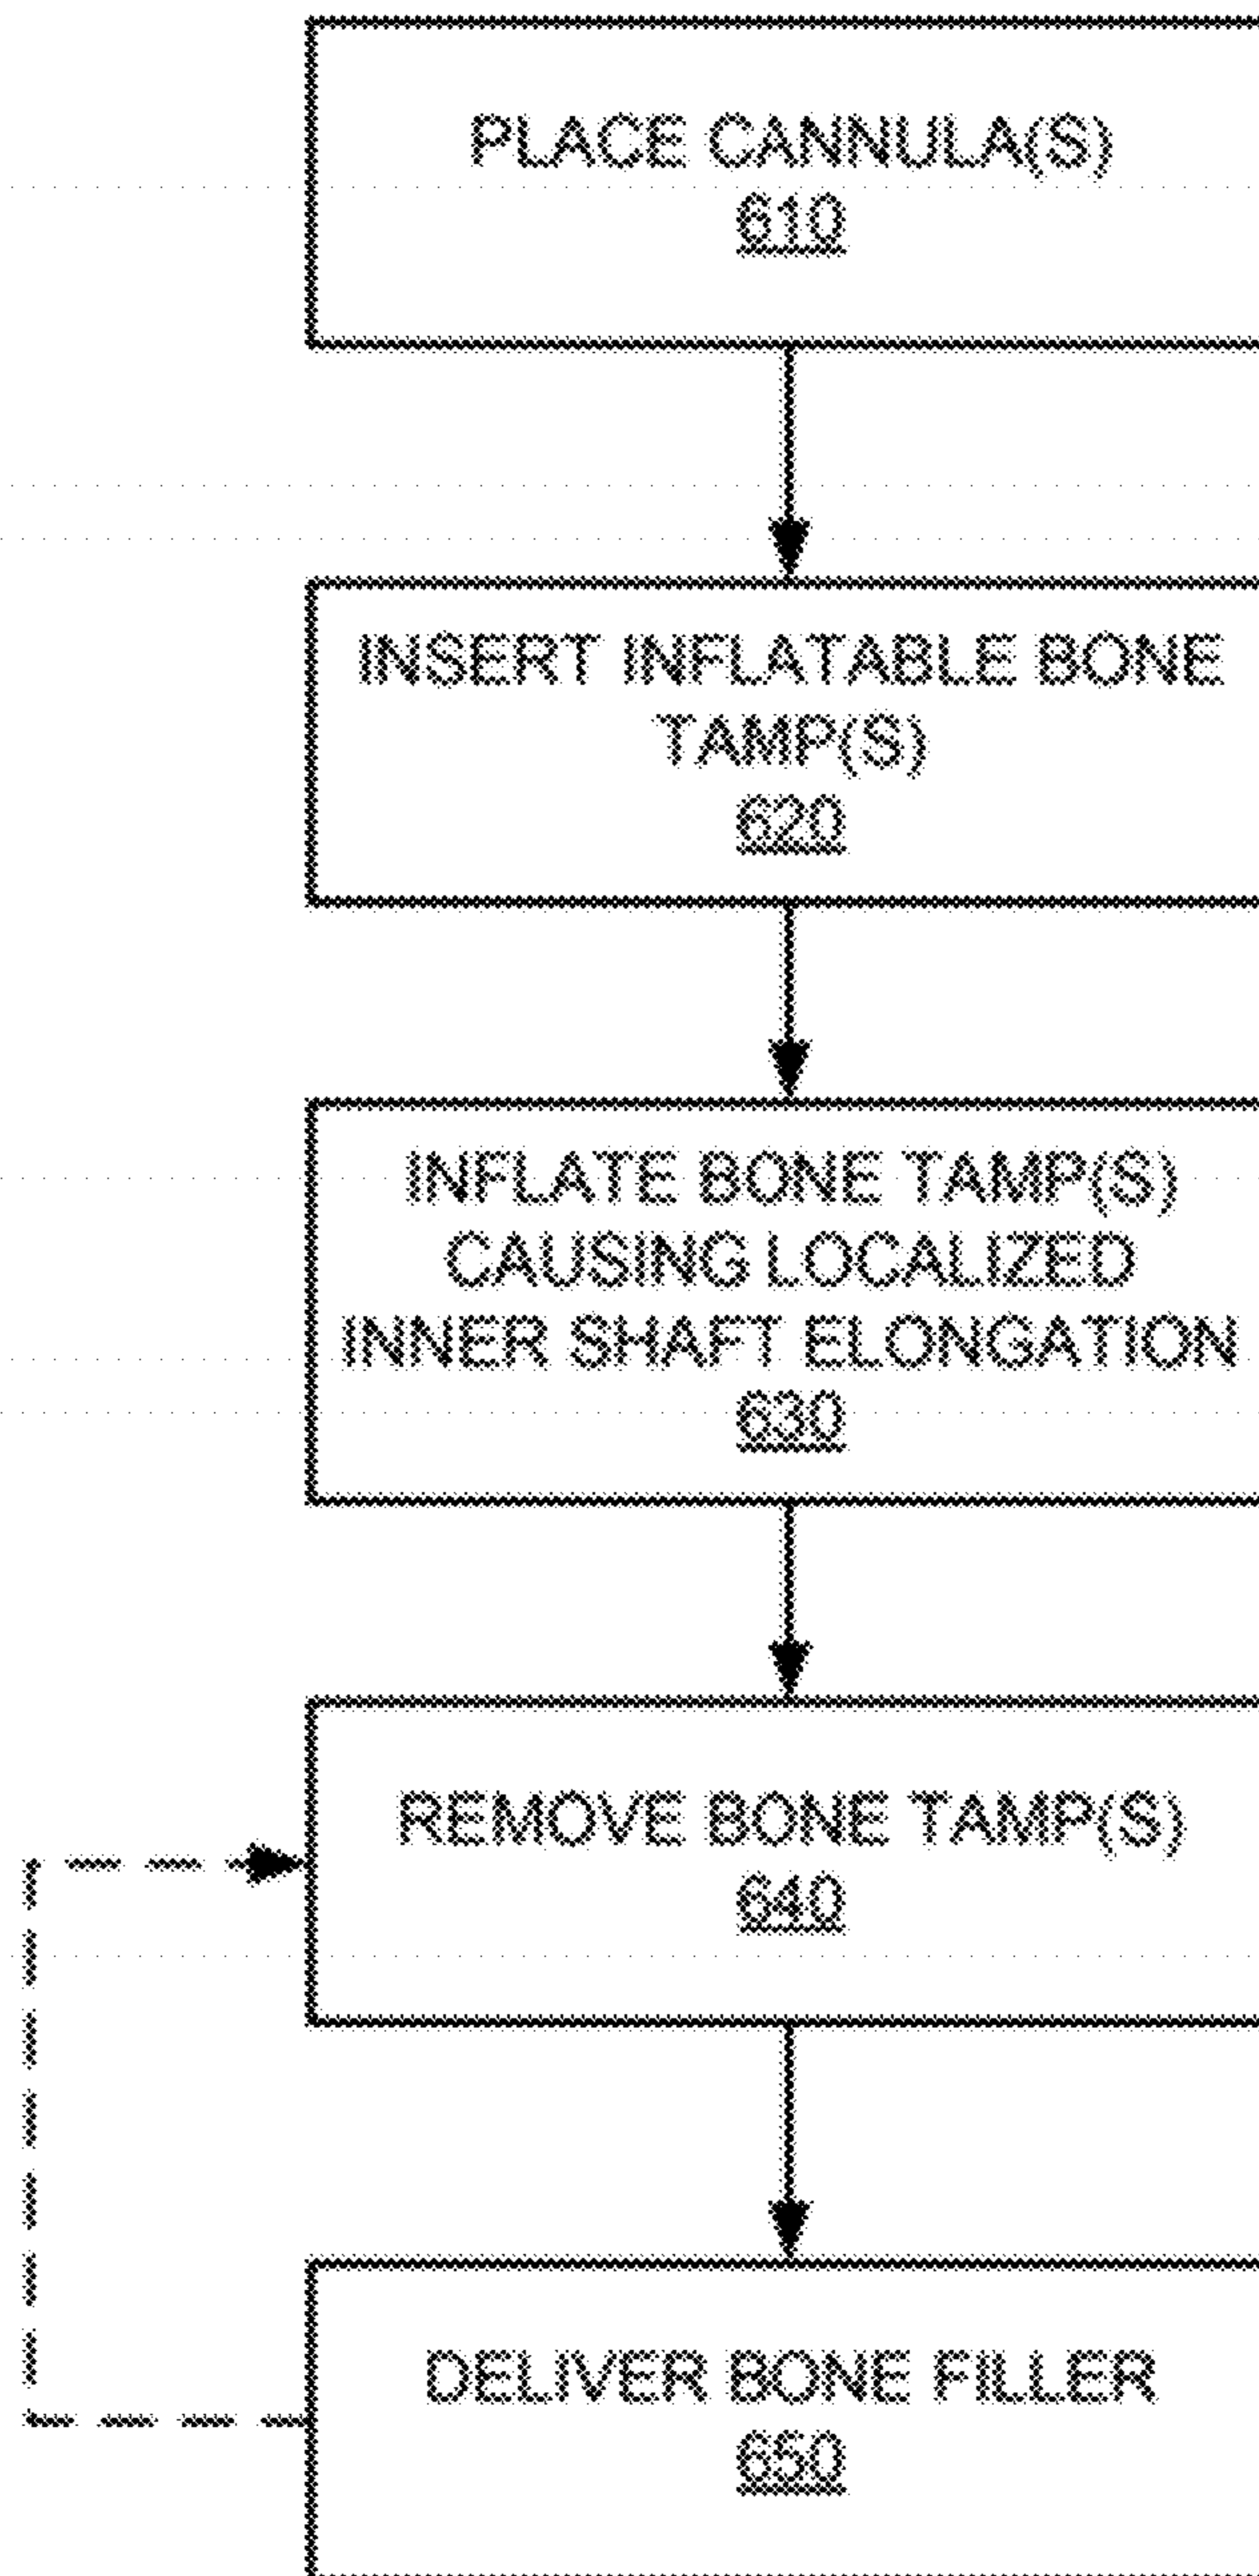 PLACE CANNULA(S)
610
INSERT INFLATABLE BONE
TAMP(S)
620
INFLATE BONE TAMP(S)
CAUSING LOCALIZED
INNER SHAFT ELONGATION
630
REMOVE BONE TAMP(S)
640
DELIVER BONE FILLER
650